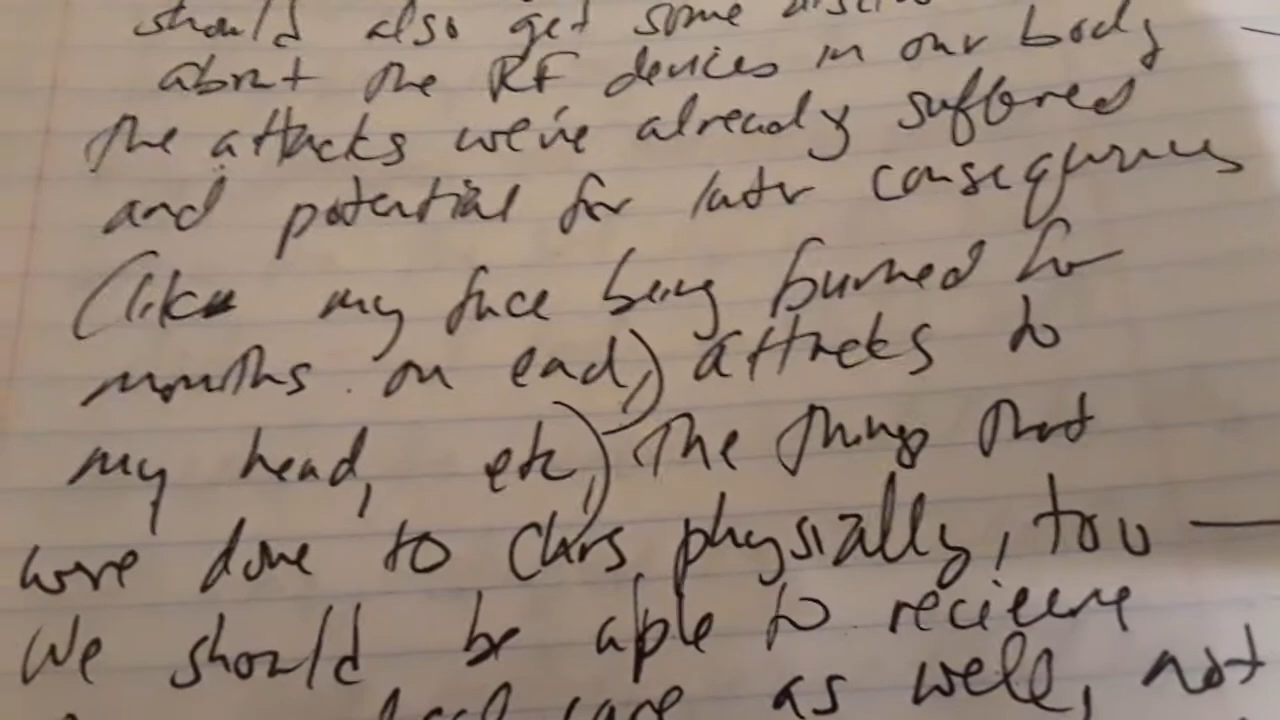 should also get some
about the RF devices in our body
the attacks we've already suffered
and potential for later consequences
(like my face being burned for
months on end,) attacks to
my head, etc,) The things that
were done to Chris physically, too —
We should be able to recieve
care as well, not